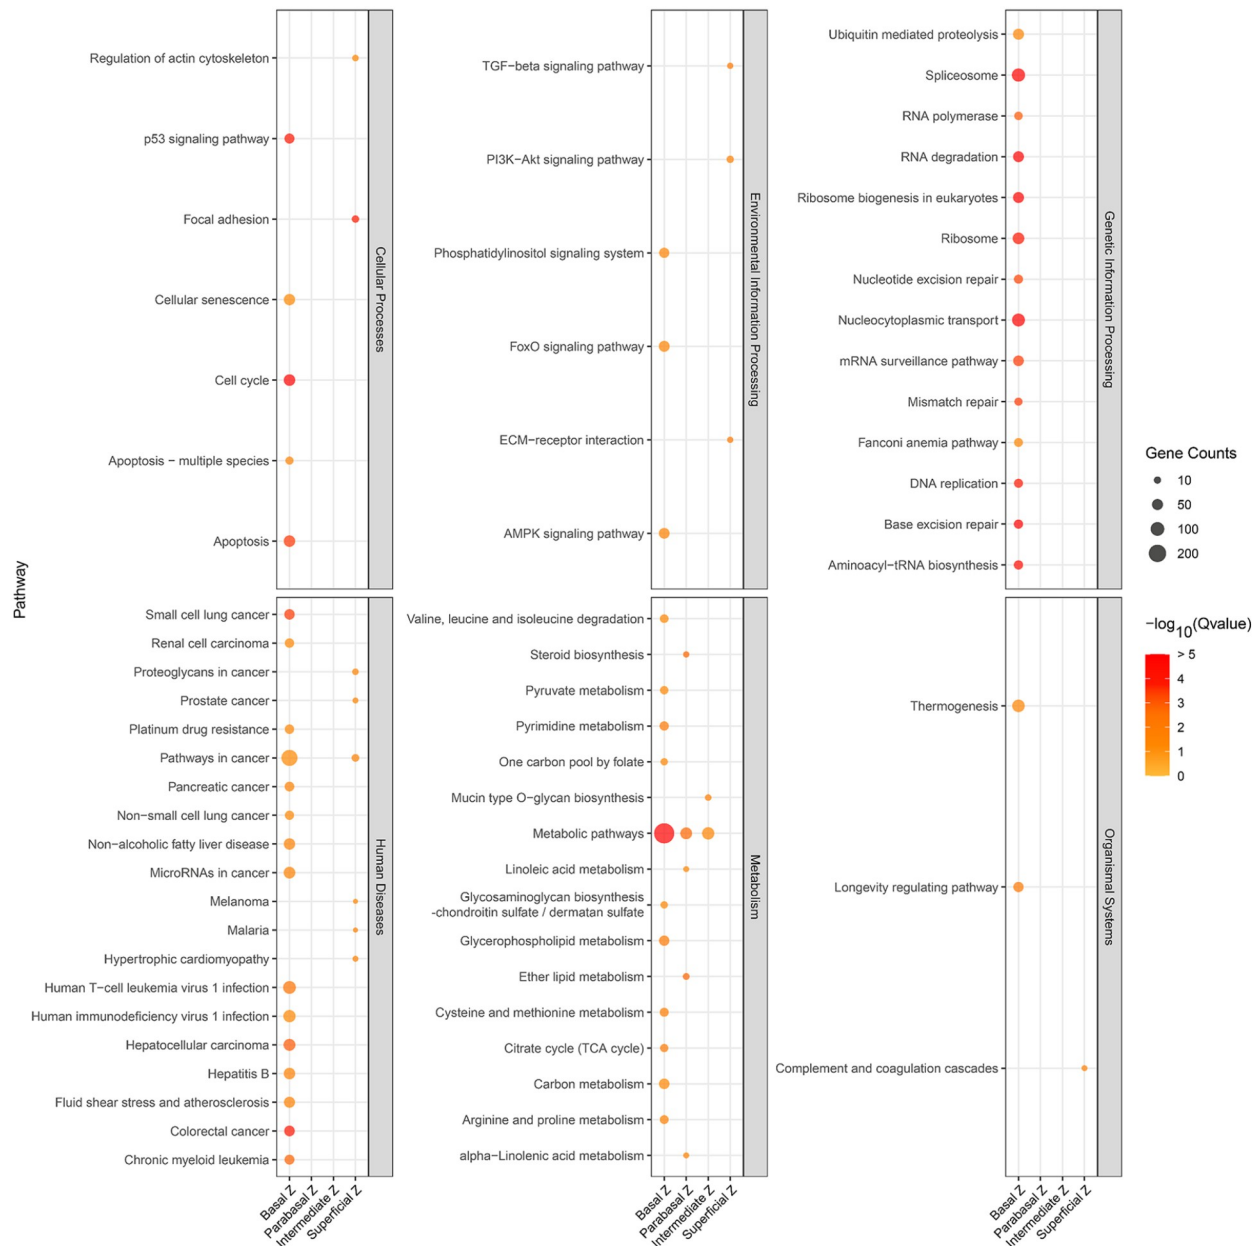 Pathway
Regulation of actin cytoskeleton
p53 signaling pathway
Focal adhesion
Cellular senescence
Cell cycle
Apoptosis − multiple species
Apoptosis
Cellular Processes
TGF−beta signaling pathway
PI3K−Akt signaling pathway
Phosphatidylinositol signaling system
FoxO signaling pathway
ECM−receptor interaction
AMPK signaling pathway
Environmental Information Processing
Ubiquitin mediated proteolysis
Spliceosome
RNA polymerase
RNA degradation
Ribosome biogenesis in eukaryotes
Ribosome
Nucleotide excision repair
Nucleocytoplasmic transport
mRNA surveillance pathway
Mismatch repair
Fanconi anemia pathway
DNA replication
Base excision repair
Aminoacyl−tRNA biosynthesis
Genetic Information Processing
Small cell lung cancer
Renal cell carcinoma
Proteoglycans in cancer
Prostate cancer
Platinum drug resistance
Pathways in cancer
Pancreatic cancer
Non−small cell lung cancer
Non−alcoholic fatty liver disease
MicroRNAs in cancer
Melanoma
Malaria
Hypertrophic cardiomyopathy
Human T−cell leukemia virus 1 infection
Human immunodeficiency virus 1 infection
Hepatocellular carcinoma
Hepatitis B
Fluid shear stress and atherosclerosis
Colorectal cancer
Chronic myeloid leukemia
Human Diseases
Basal Z
Parabasal Z
Intermediate Z
Superficial Z
Valine, leucine and isoleucine degradation
Steroid biosynthesis
Pyruvate metabolism
Pyrimidine metabolism
One carbon pool by folate
Mucin type O−glycan biosynthesis
Metabolic pathways
Linoleic acid metabolism
Glycosaminoglycan biosynthesis
-chondroitin sulfate / dermatan sulfate
Glycerophospholipid metabolism
Ether lipid metabolism
Cysteine and methionine metabolism
Citrate cycle (TCA cycle)
Carbon metabolism
Arginine and proline metabolism
alpha−Linolenic acid metabolism
Metabolism
Basal Z
Parabasal Z
Intermediate Z
Superficial Z
Thermogenesis
Longevity regulating pathway
Complement and coagulation cascades
Organismal Systems
Basal Z
Parabasal Z
Intermediate Z
Superficial Z
Gene Counts
10
50
100
200
−log10(Qvalue)
> 5
4
3
2
1
0